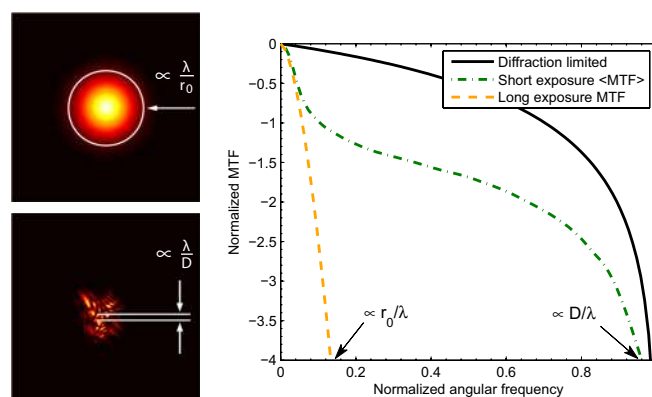 ∝ λ/r0
∝ λ/D
Normalized MTF
0
−0.5
−1
−1.5
−2
−2.5
−3
−3.5
−4
Diffraction limited
Short exposure <MTF>
Long exposure MTF
∝ r0/λ
∝ D/λ
0 0.2 0.4 0.6 0.8
Normalized angular frequency